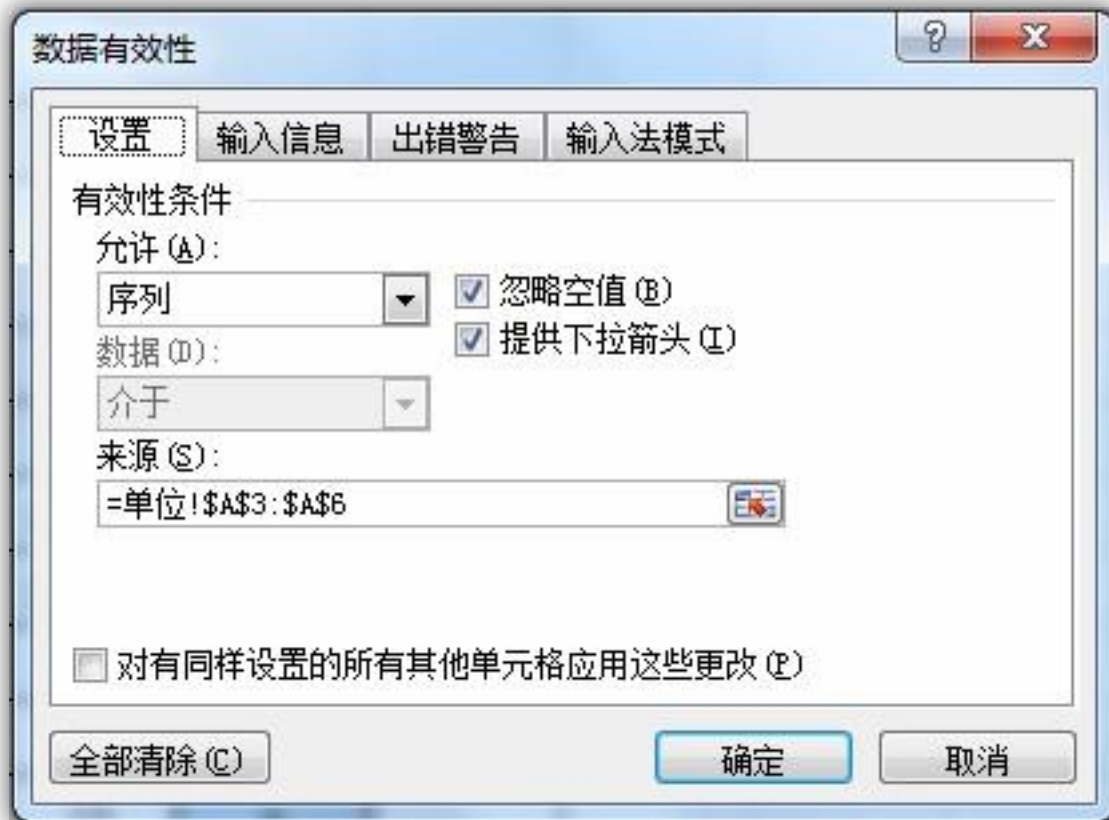 数据有效性
设置 输入信息 出错警告 输入法模式
有效性条件
允许(A):
序列
忽略空值(B)
数据(D):
提供下拉箭头(I)
介于
来源(S):
=单位!$A$3:$A$6
对有同样设置的所有其他单元格应用这些更改(P)
全部清除(C) 确定 取消